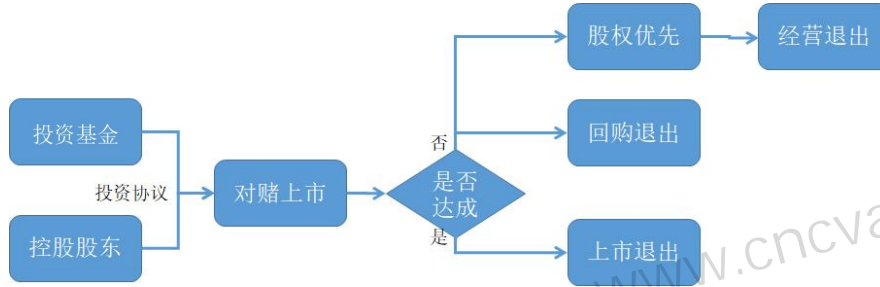 股权优先
经营退出
投资基金
否
回购退出
投资协议
对赌上市
是否
达成
控股股东
是
上市退出
www.cncva